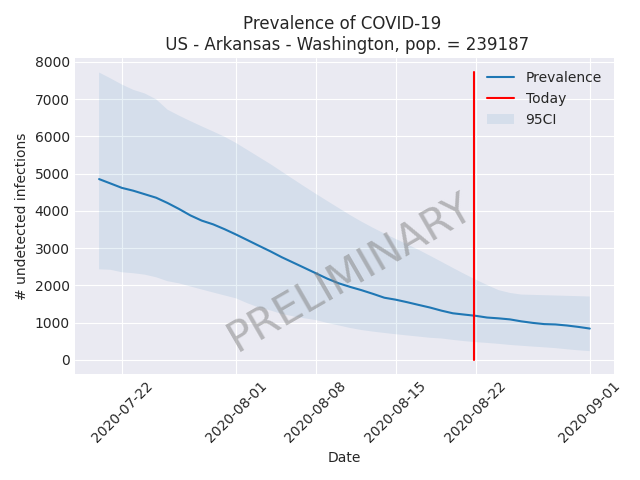 Prevalence of COVID-19
US - Arkansas - Washington, pop. = 239187
# undetected infections
8000
7000
6000
5000
4000
3000
2000
1000
0
Prevalence
Today
95CI
PRELIMINARY
2020-07-22
2020-08-01
2020-08-08
2020-08-15
2020-08-22
2020-09-01
Date